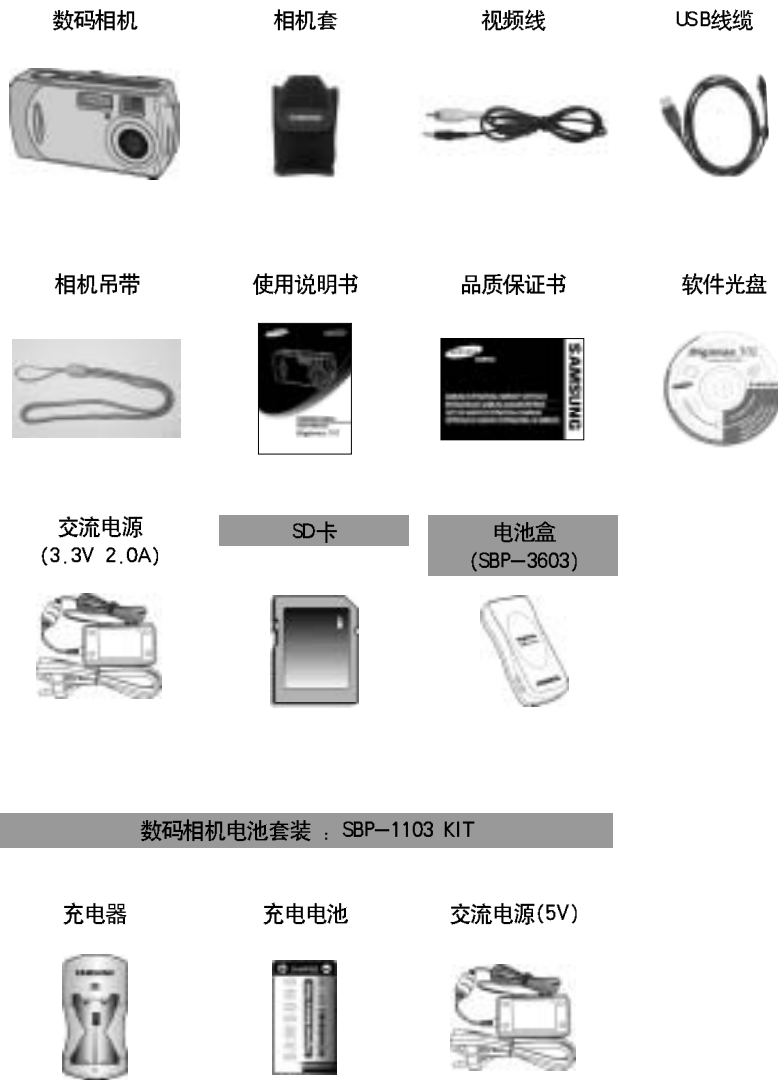 数码相机
相机套
视频线
USB线缆
相机吊带
使用说明书
品质保证书
软件光盘
SAMSUNG
交流电源
(3.3V 2.0A)
SD卡
电池盒
(SBP-3603)
数码相机电池套装 : SBP-1103 KIT
充电器
充电电池
交流电源(5V)
SAMSUNG